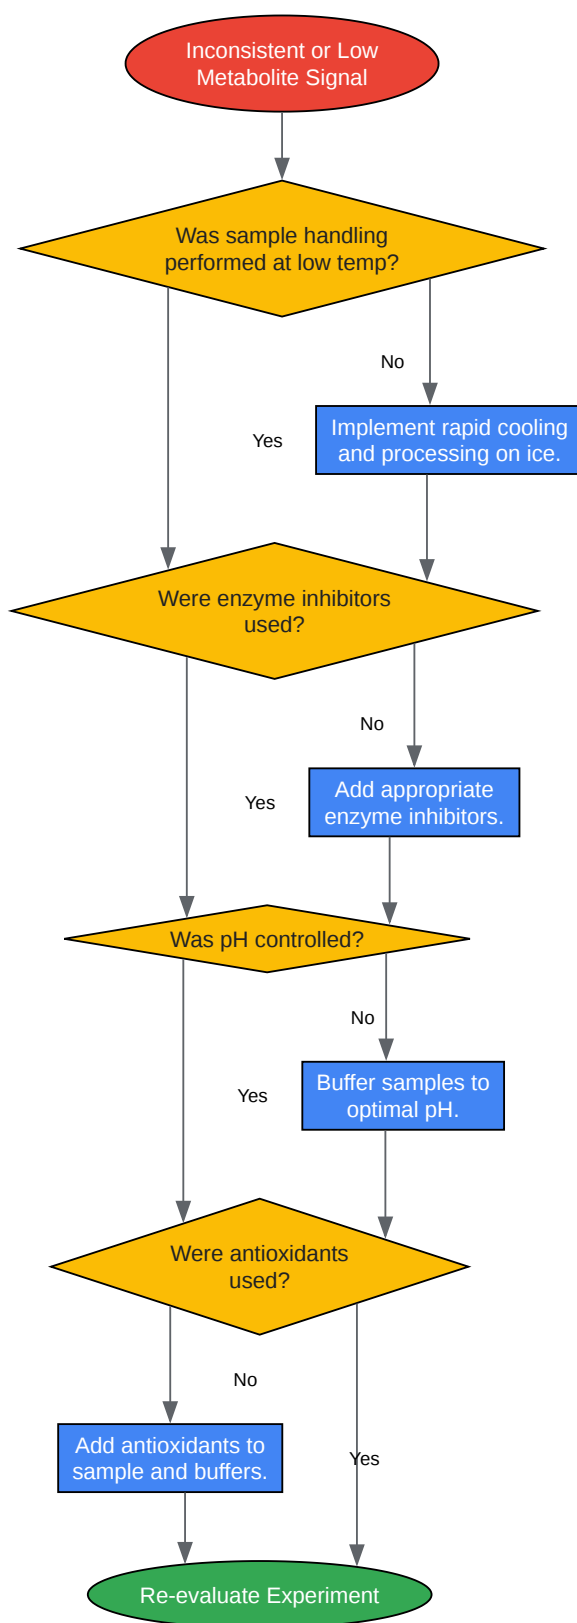 Inconsistent or Low
Metabolite Signal
Was sample handling
performed at low temp?
No
Implement rapid cooling
and processing on ice.
Yes
Were enzyme inhibitors
used?
No
Add appropriate
enzyme inhibitors.
Yes
Was pH controlled?
No
Buffer samples to
optimal pH.
Yes
Were antioxidants
used?
No
Add antioxidants to
sample and buffers.
Yes
Re-evaluate Experiment